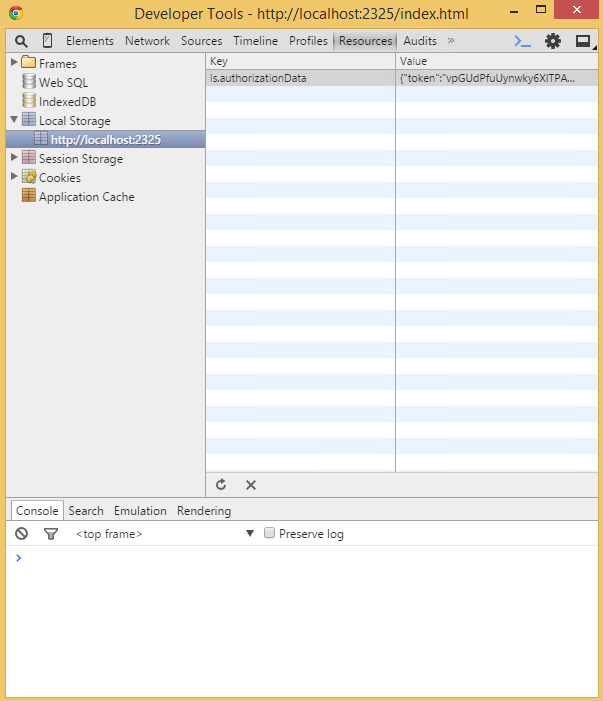 Developer Tools - http://localhost:2325/index.html
Elements Network Sources Timeline Profiles Resources Audits »
Frames
Web SQL
IndexedDB
Local Storage
http://localhost:2325
Session Storage
Cookies
Application Cache
Key Value
ls.authorizationData {"token":"vpGUdPfuUynwky6XlTPA...
Console Search Emulation Rendering
<top frame> Preserve log